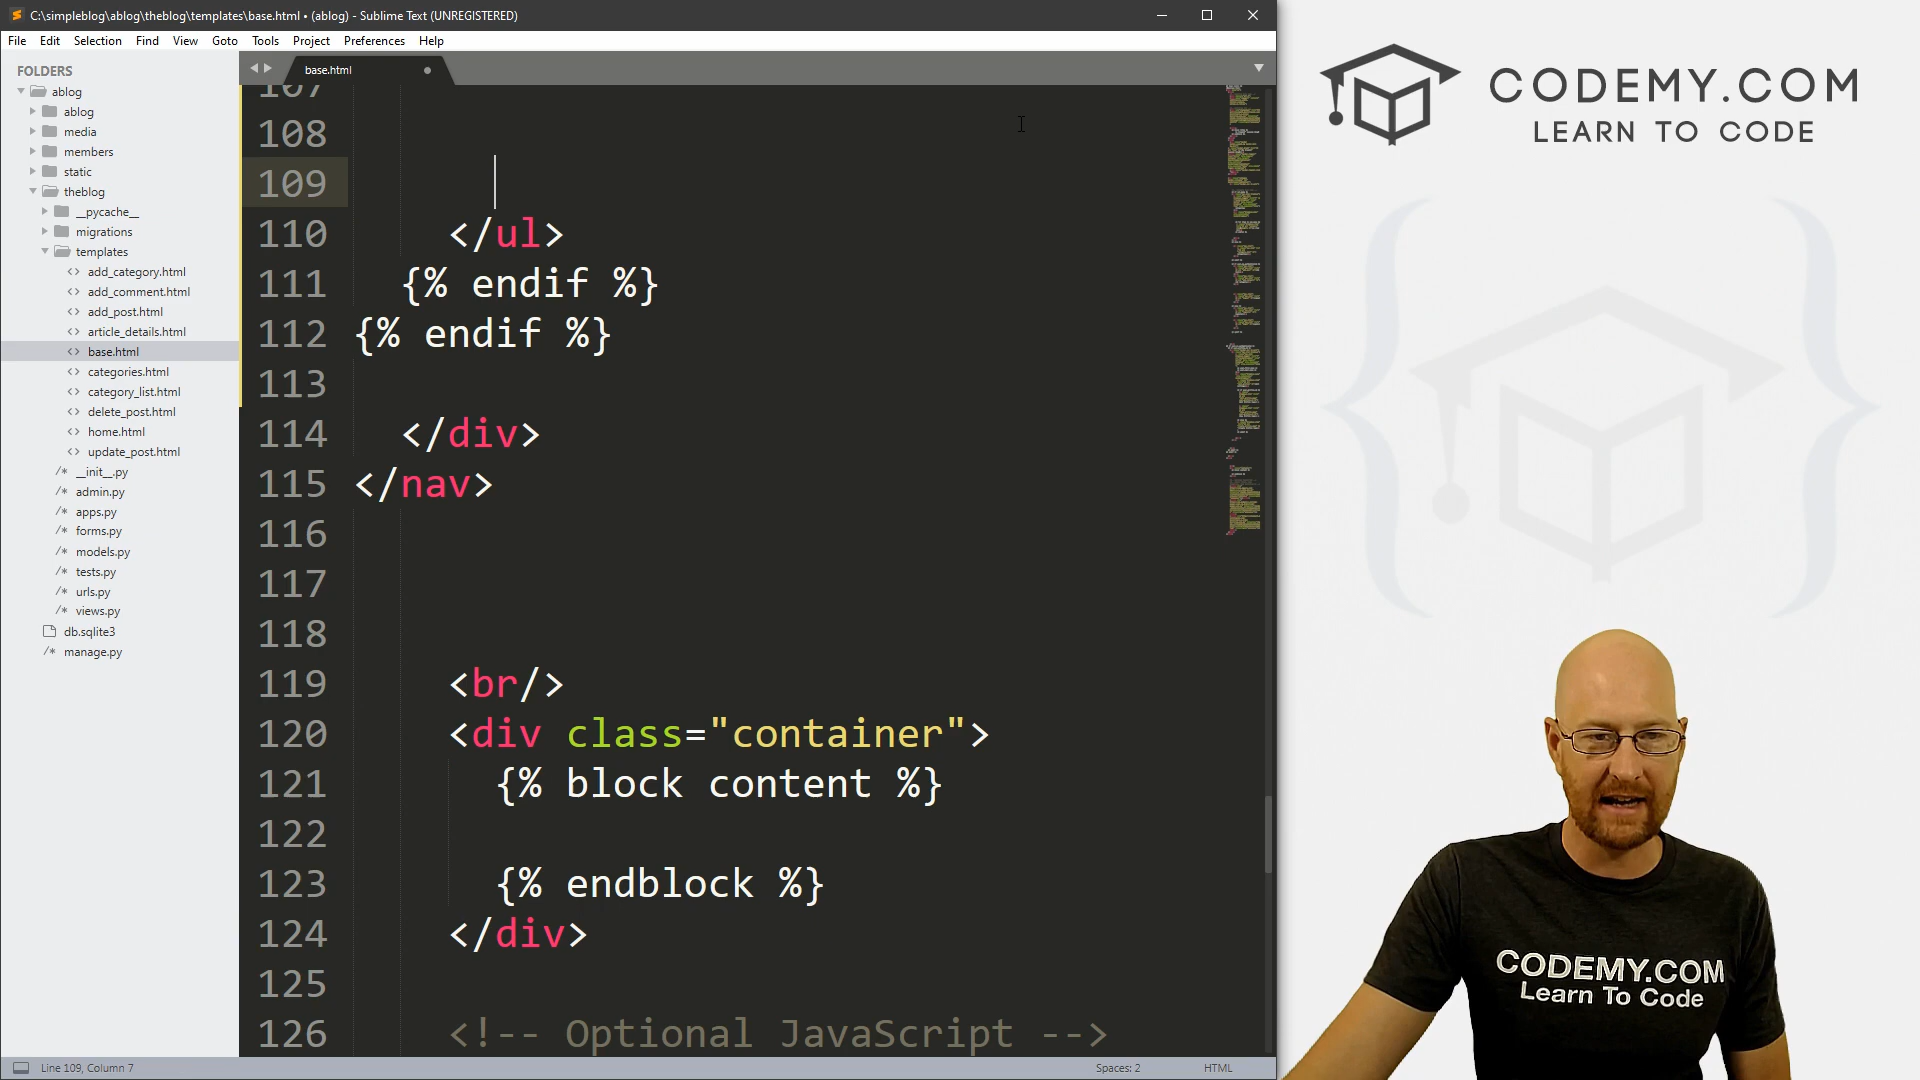 C:\simpleblog\ablog\theblog\templates\base.html • (ablog) - Sublime Text (UNREGISTERED)
File Edit Selection Find View Goto Tools Project Preferences Help
FOLDERS
ablog
ablog
media
members
static
theblog
__pycache__
migrations
templates
<> add_category.html
<> add_comment.html
<> add_post.html
<> article_details.html
<> base.html
<> categories.html
<> category_list.html
<> delete_post.html
<> home.html
<> update_post.html
/* __init__.py
/* admin.py
/* apps.py
/* forms.py
/* models.py
/* tests.py
/* urls.py
/* views.py
db.sqlite3
/* manage.py
base.html
107
108
109
110 </ul>
111 {% endif %}
112 {% endif %}
113
114 </div>
115 </nav>
116
117
118
119 <br/>
120 <div class="container">
121 {% block content %}
122
123 {% endblock %}
124 </div>
125
126 <!-- Optional JavaScript -->
Line 109, Column 7
Spaces: 2
HTML
CODEMY.COM
LEARN TO CODE
CODEMY.COM
Learn To Code